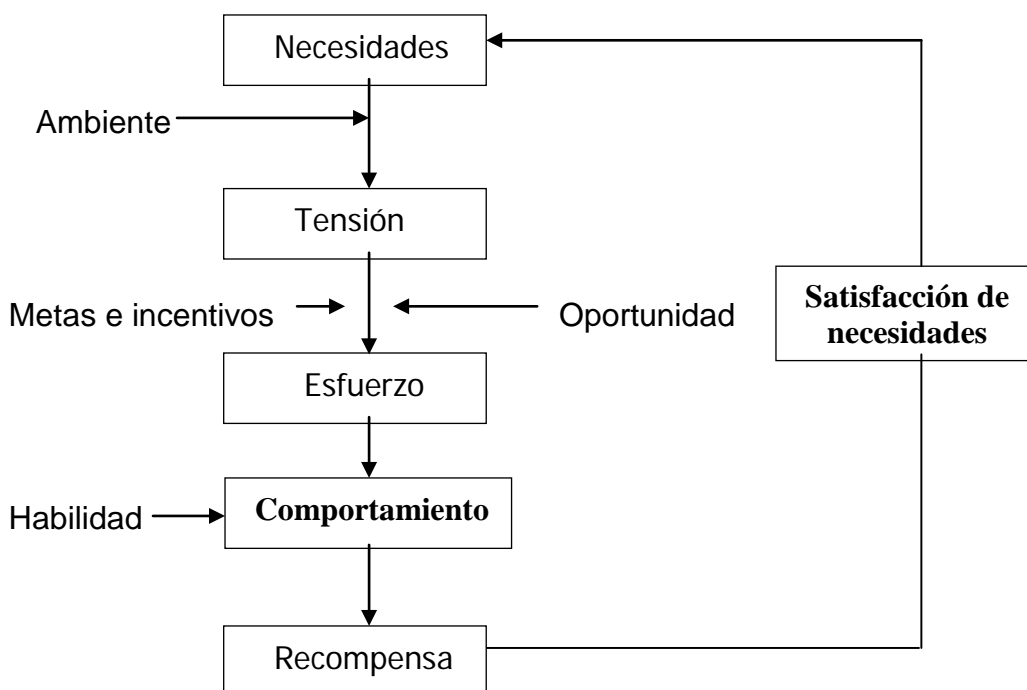 Necesidades
Ambiente
Tensión
Metas e incentivos
Oportunidad
Satisfacción de
necesidades
Esfuerzo
Habilidad
Comportamiento
Recompensa